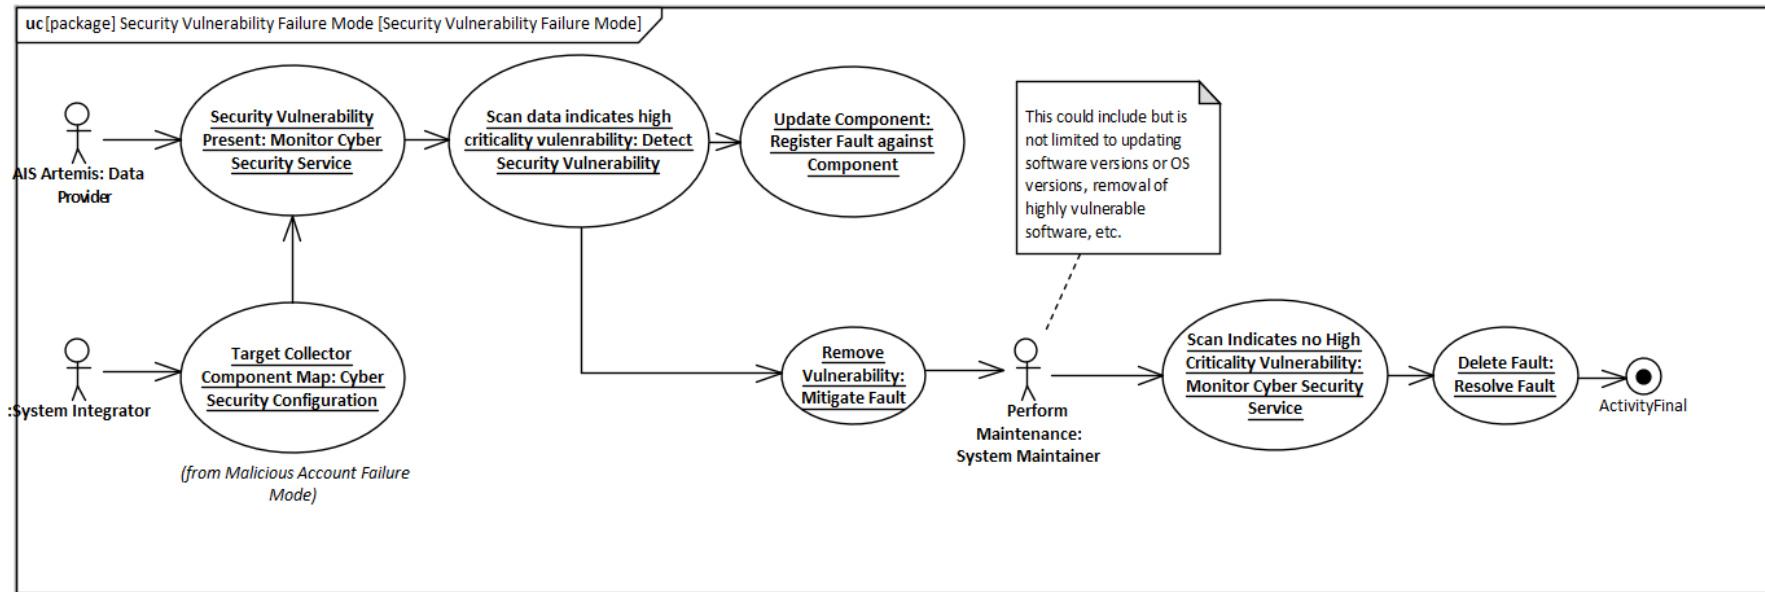 uc [package] Security Vulnerability Failure Mode [Security Vulnerability Failure Mode]
AIS Artemis: Data
Provider
Security Vulnerability
Present: Monitor Cyber
Security Service
Scan data indicates high
criticality vulenrability: Detect
Security Vulnerability
Update Component:
Register Fault against
Component
This could include but is
not limited to updating
software versions or OS
versions, removal of
highly vulnerable
software, etc.
:System Integrator
Target Collector
Component Map: Cyber
Security Configuration
(from Malicious Account Failure
Mode)
Remove
Vulnerability:
Mitigate Fault
Perform
Maintenance:
System Maintainer
Scan Indicates no High
Criticality Vulnerability:
Monitor Cyber Security
Service
Delete Fault:
Resolve Fault
ActivityFinal